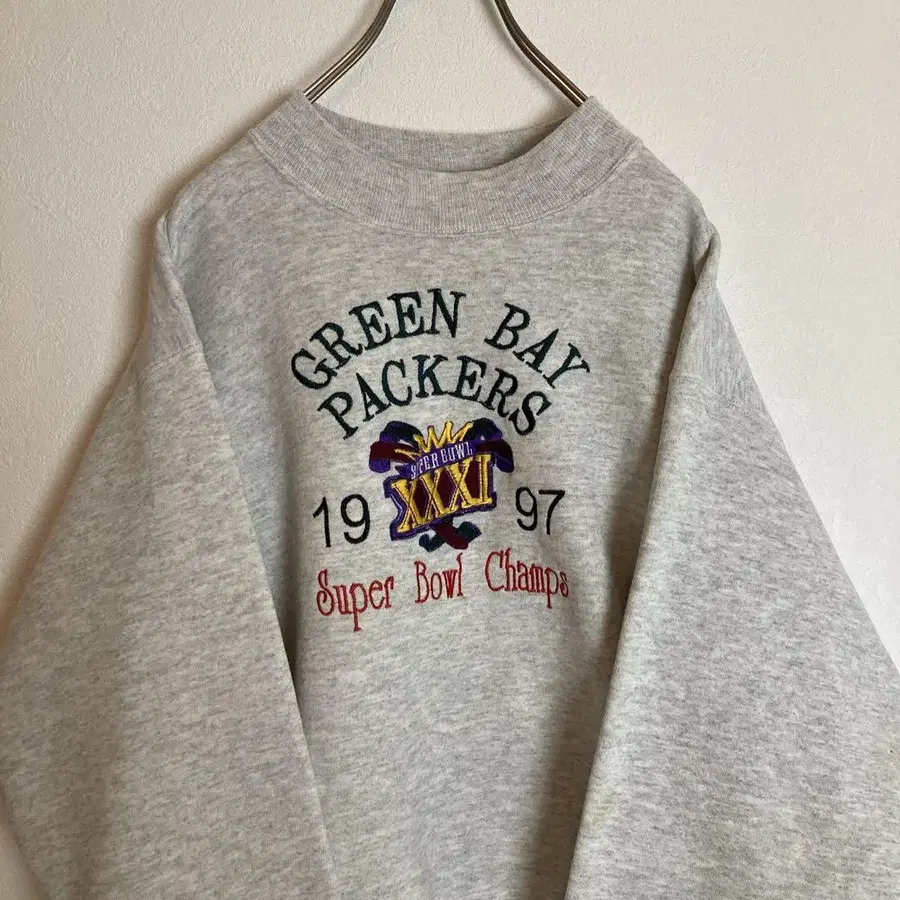 GREEN BAY
PACKERS
SUPER BOWL
XXXI
19 97
Super Bowl Champs